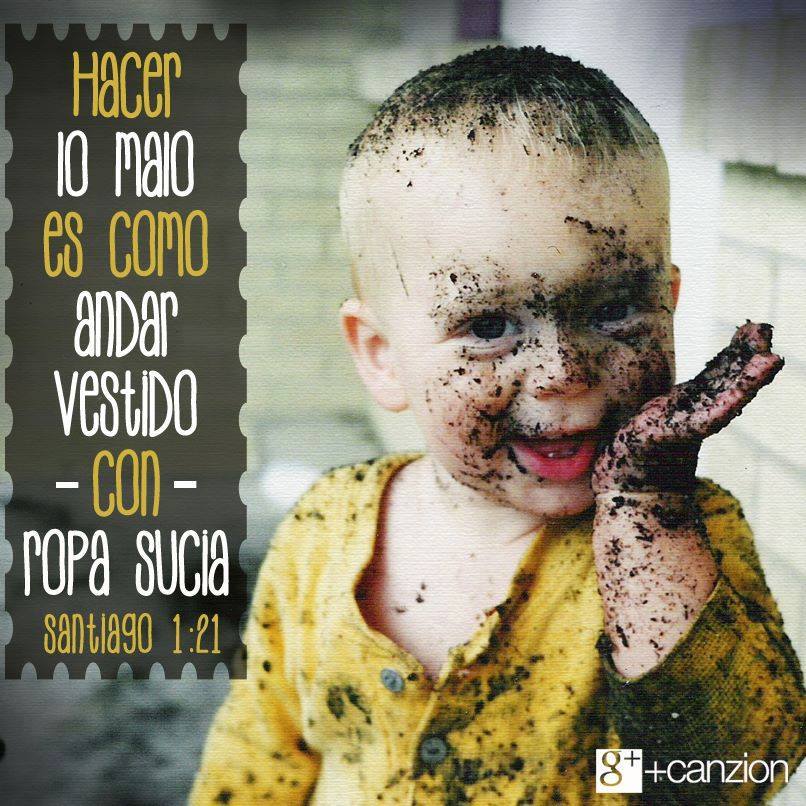 Hacer
lo malo
es como
andar
vestido
- con -
ropa sucia
Santiago 1:21
g+ +canzion